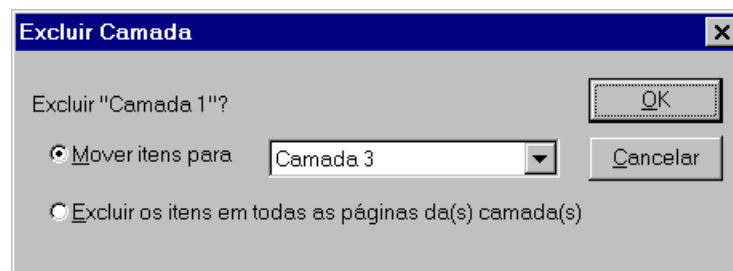 Excluir Camada
Excluir "Camada 1"?
OK
Mover itens para
Camada 3
Cancelar
Excluir os itens em todas as páginas da(s) camada(s)